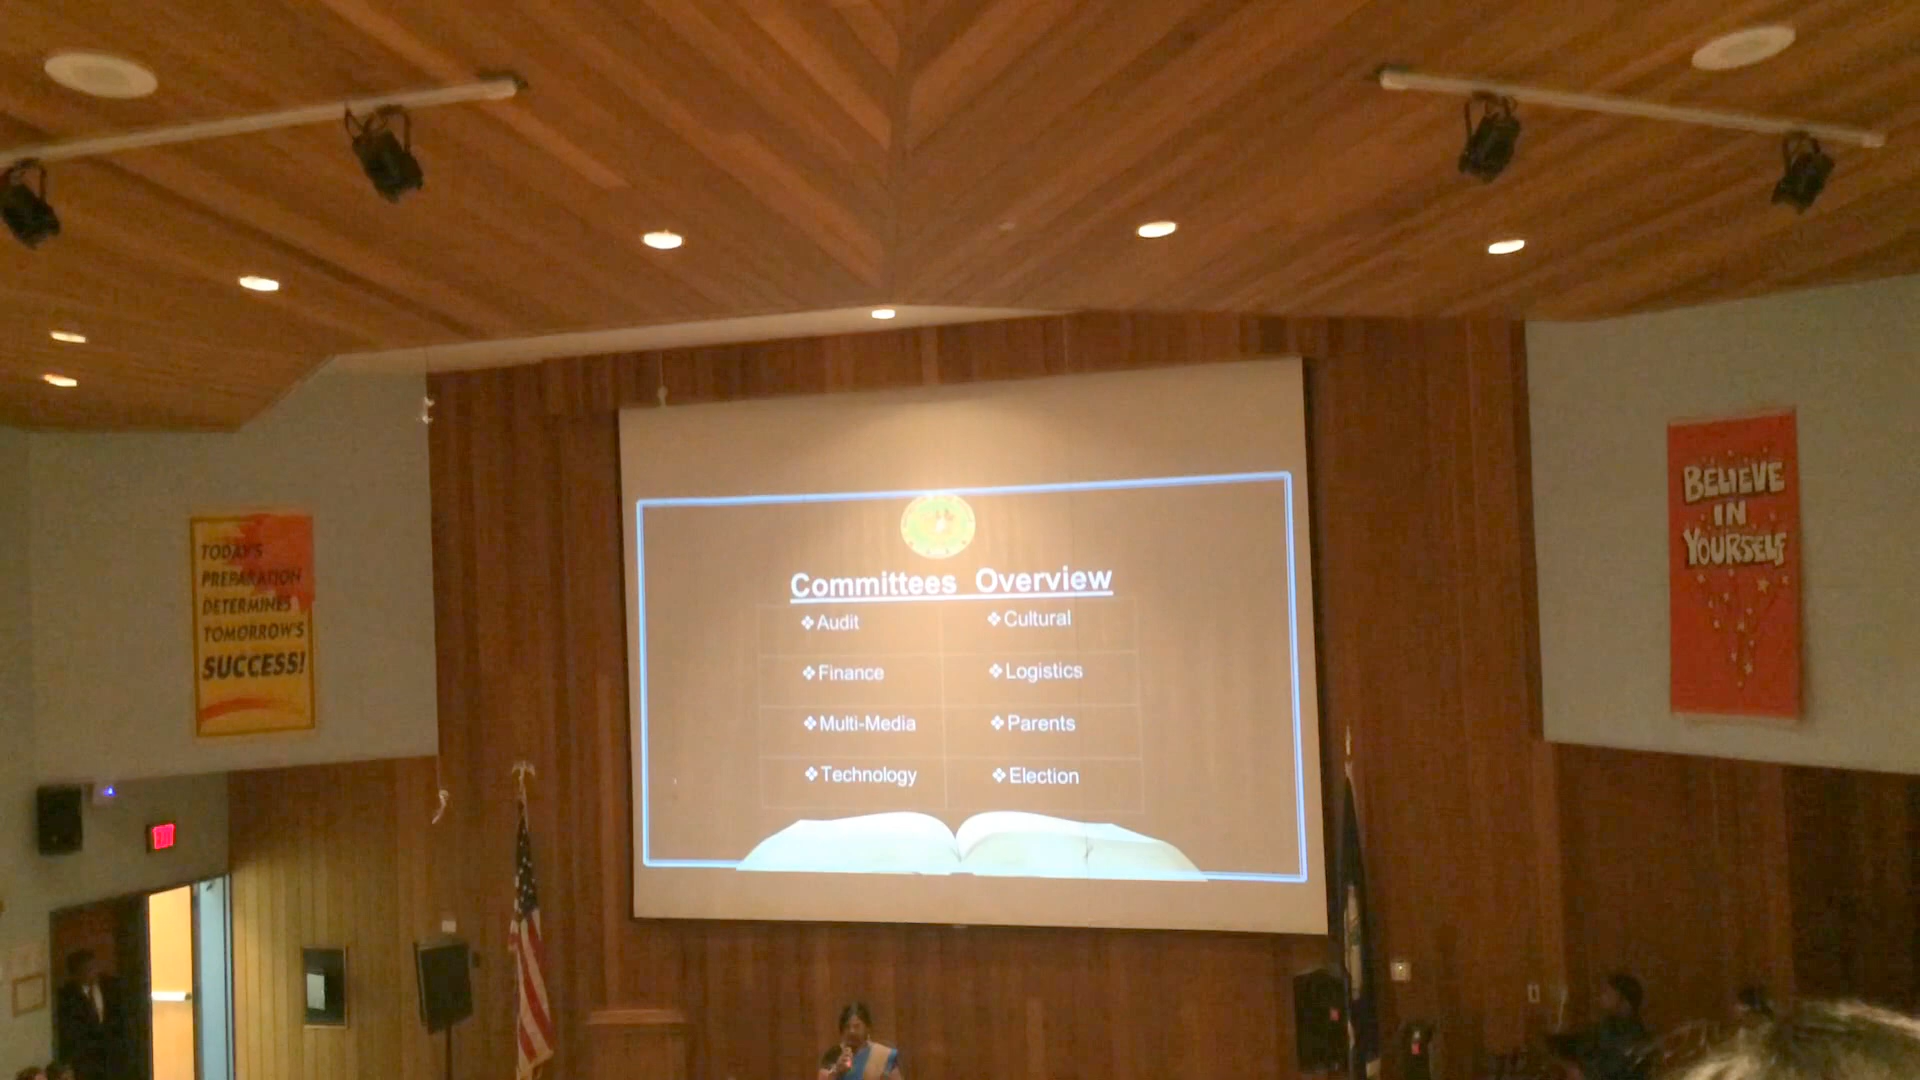 TODAY'S
PREPARATION
DETERMINES
TOMORROW'S
SUCCESS!
Committees Overview
❖Audit
❖Cultural
❖Finance
❖Logistics
❖Multi-Media
❖Parents
❖Technology
❖Election
BELIEVE
IN
YOURSELF
EXIT